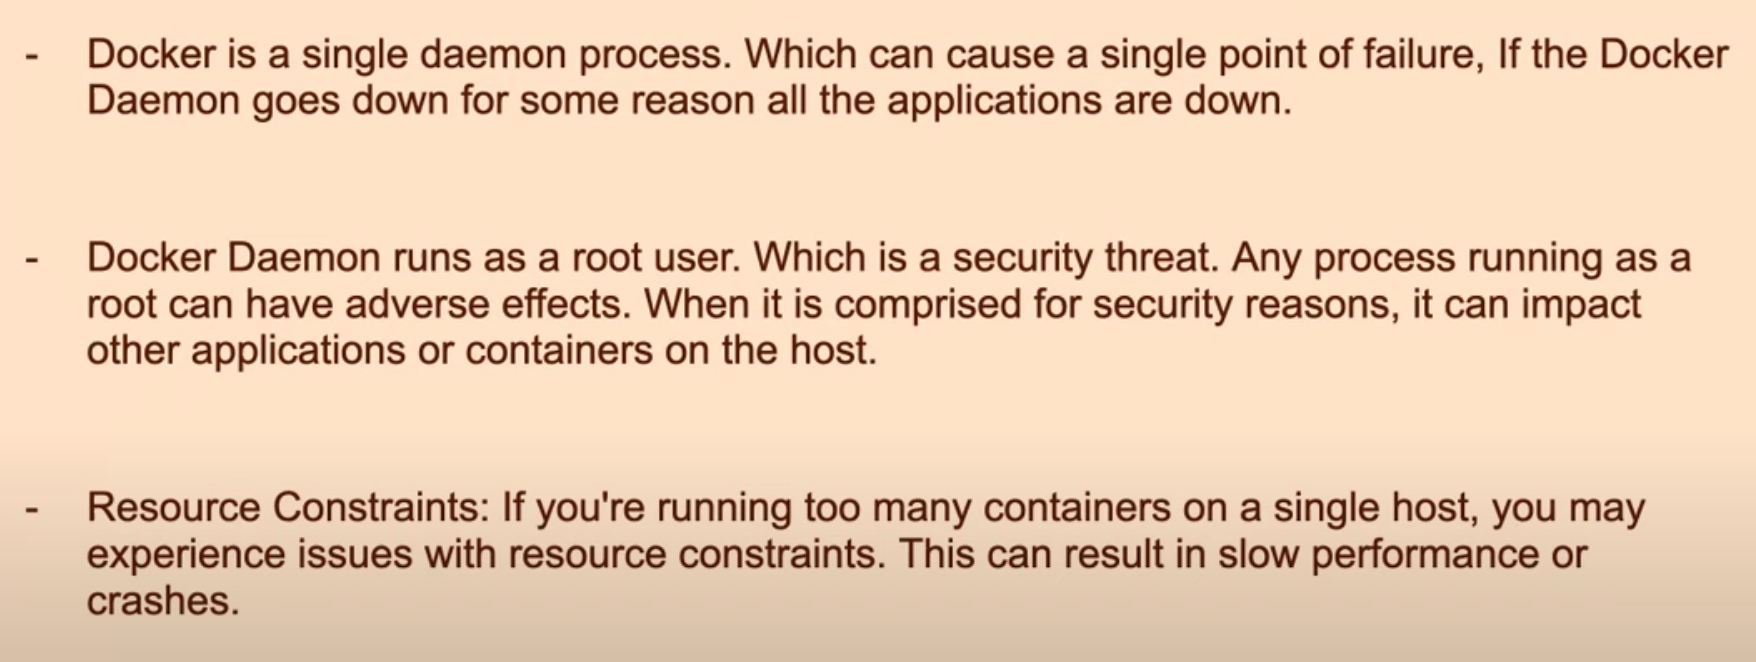 - Docker is a single daemon process. Which can cause a single point of failure, If the Docker
Daemon goes down for some reason all the applications are down.
- Docker Daemon runs as a root user. Which is a security threat. Any process running as a
root can have adverse effects. When it is comprised for security reasons, it can impact
other applications or containers on the host.
- Resource Constraints: If you're running too many containers on a single host, you may
experience issues with resource constraints. This can result in slow performance or
crashes.